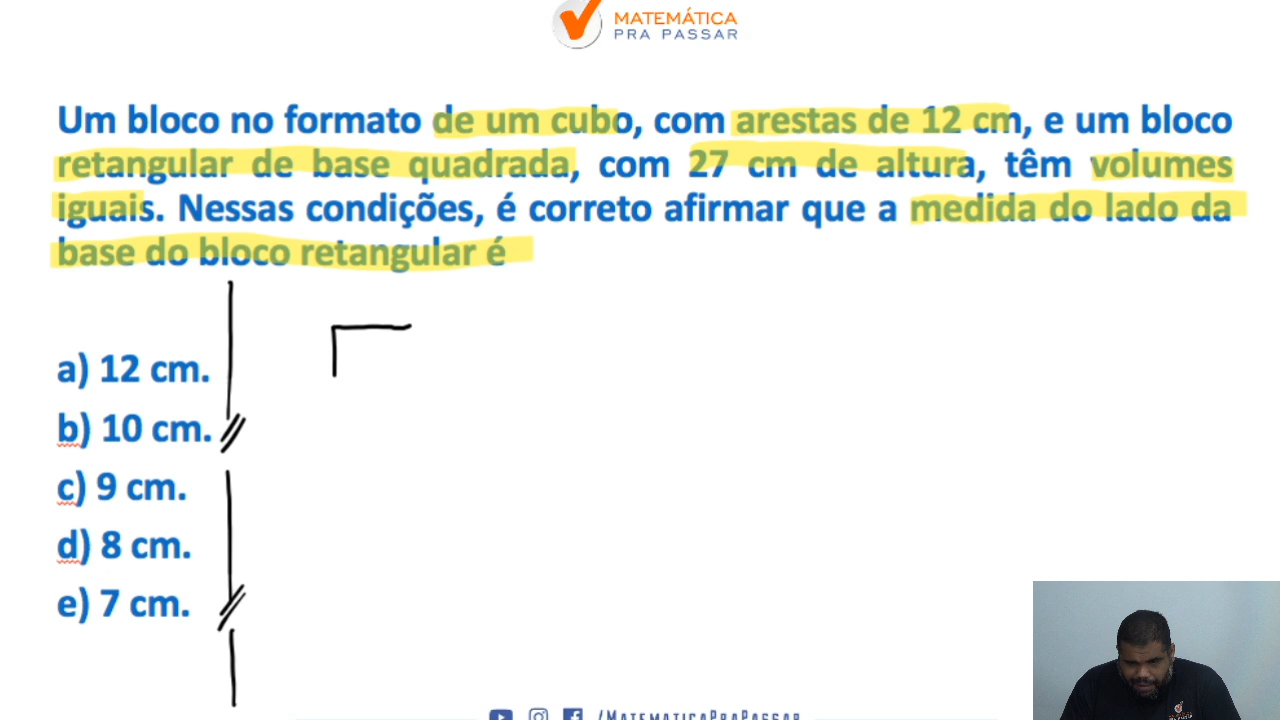 MATEMÁTICA
PRA PASSAR
Um bloco no formato de um cubo, com arestas de 12 cm, e um bloco
retangular de base quadrada, com 27 cm de altura, têm volumes
iguais. Nessas condições, é correto afirmar que a medida do lado da
base do bloco retangular é
a) 12 cm.
b) 10 cm.
c) 9 cm.
d) 8 cm.
e) 7 cm.
/MATEMATICAPRAPASSAR